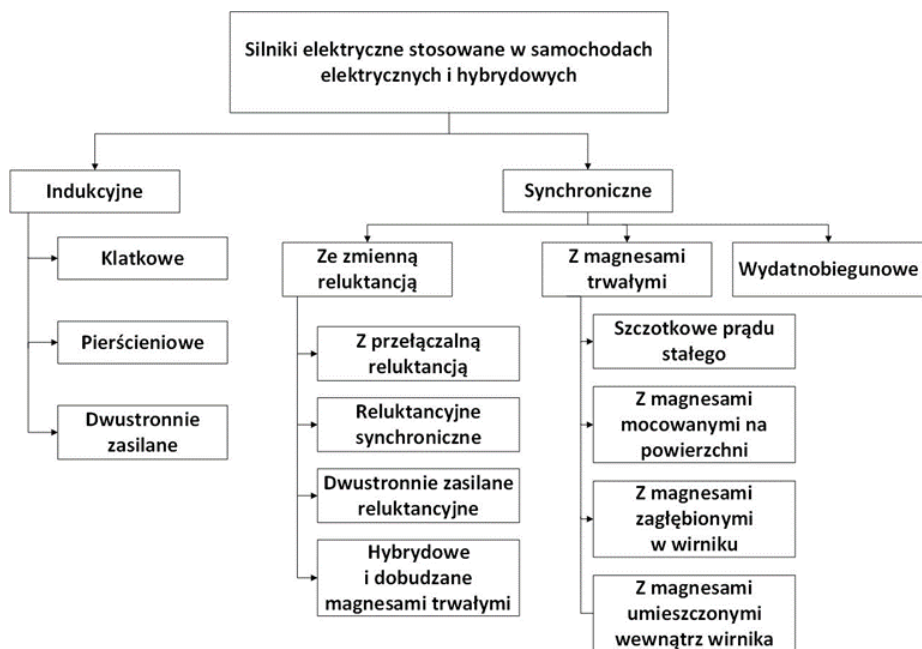 Silniki elektryczne stosowane w samochodach
elektrycznych i hybrydowych
Indukcyjne
Klatkowe
Pierścieniowe
Dwustronnie
zasilane
Synchroniczne
Ze zmienną
reluktancją
Z przełączalną
reluktancją
Reluktancyjne
synchroniczne
Dwustronnie zasilane
reluktancyjne
Hybrydowe
i dobudzane
magnesami trwałymi
Z magnesami
trwałymi
Szczotkowe prądu
stałego
Z magnesami
mocowanymi na
powierzchni
Z magnesami
zagłębionymi
w wirniku
Z magnesami
umieszczonymi
wewnątrz wirnika
Wydatnobiegunowe